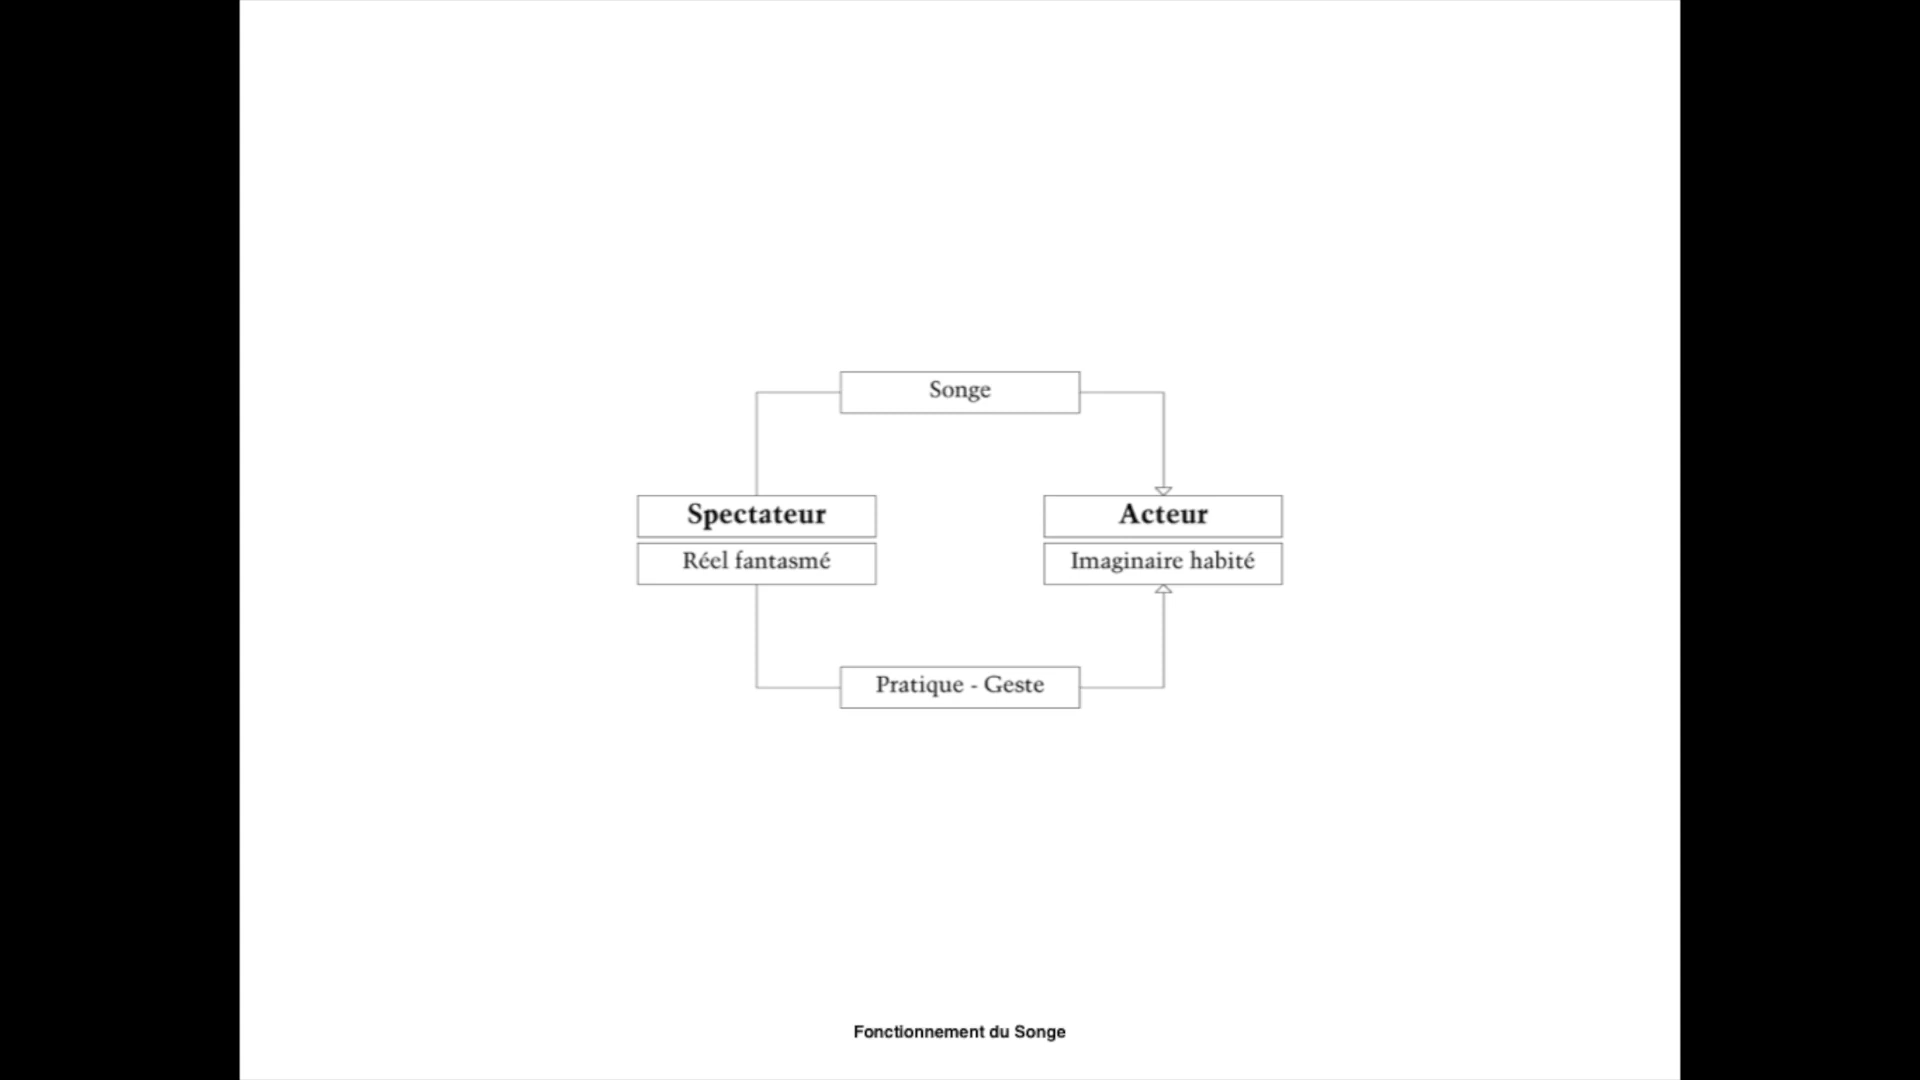 Songe
Spectateur
Acteur
Réel fantasmé
Imaginaire habité
Pratique - Geste
Fonctionnement du Songe